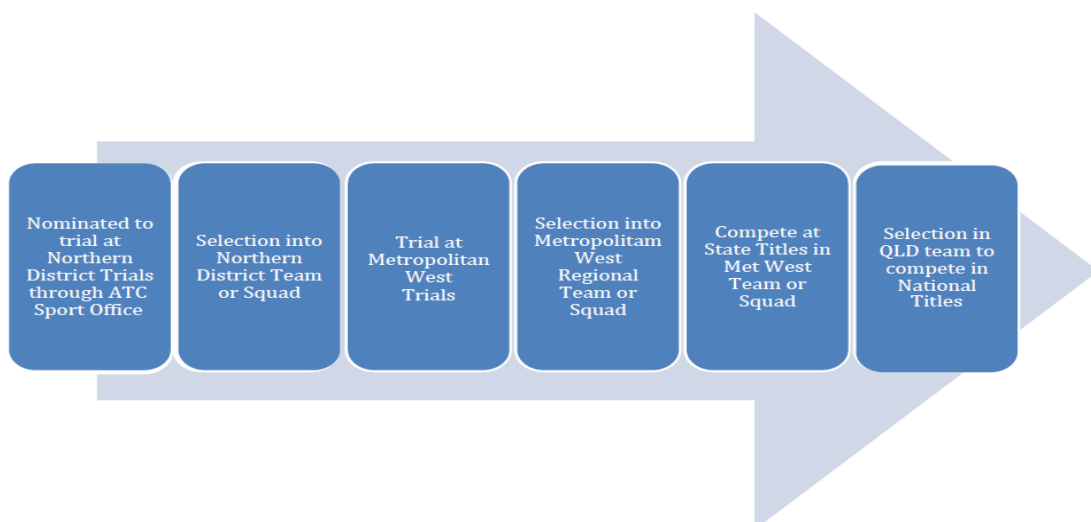 Nominated to
trial at
Northern
District Trials
through ATC
Sport Office
Selection into
Northern
District Team
or Squad
Trial at
Metropolitan
West
Trials
Selection into
Metropolitam
West
Regional
Team or
Squad
Compete at
State Titles in
Met West
Team or
Squad
Selection in
QLD team to
compete in
National
Titles